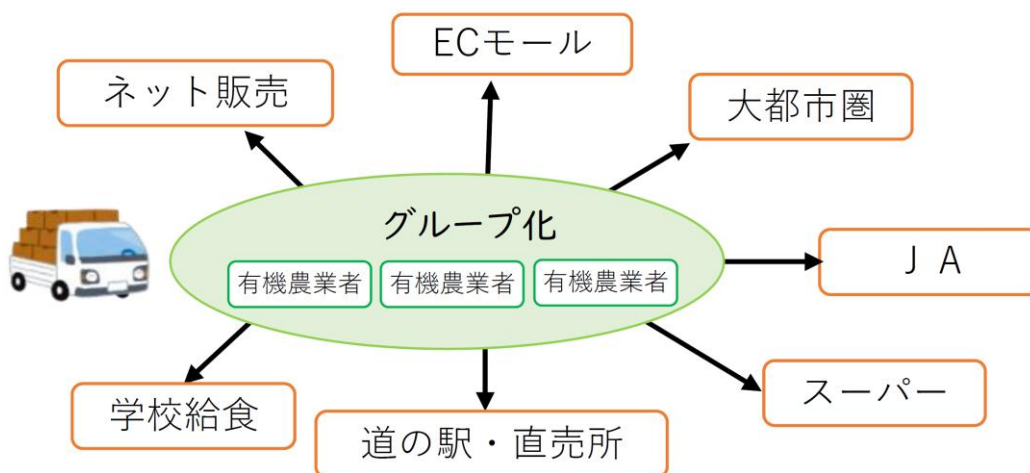 ECモール
ネット販売
大都市圏
グループ化
有機農業者 有機農業者 有機農業者
ＪＡ
スーパー
学校給食
道の駅・直売所